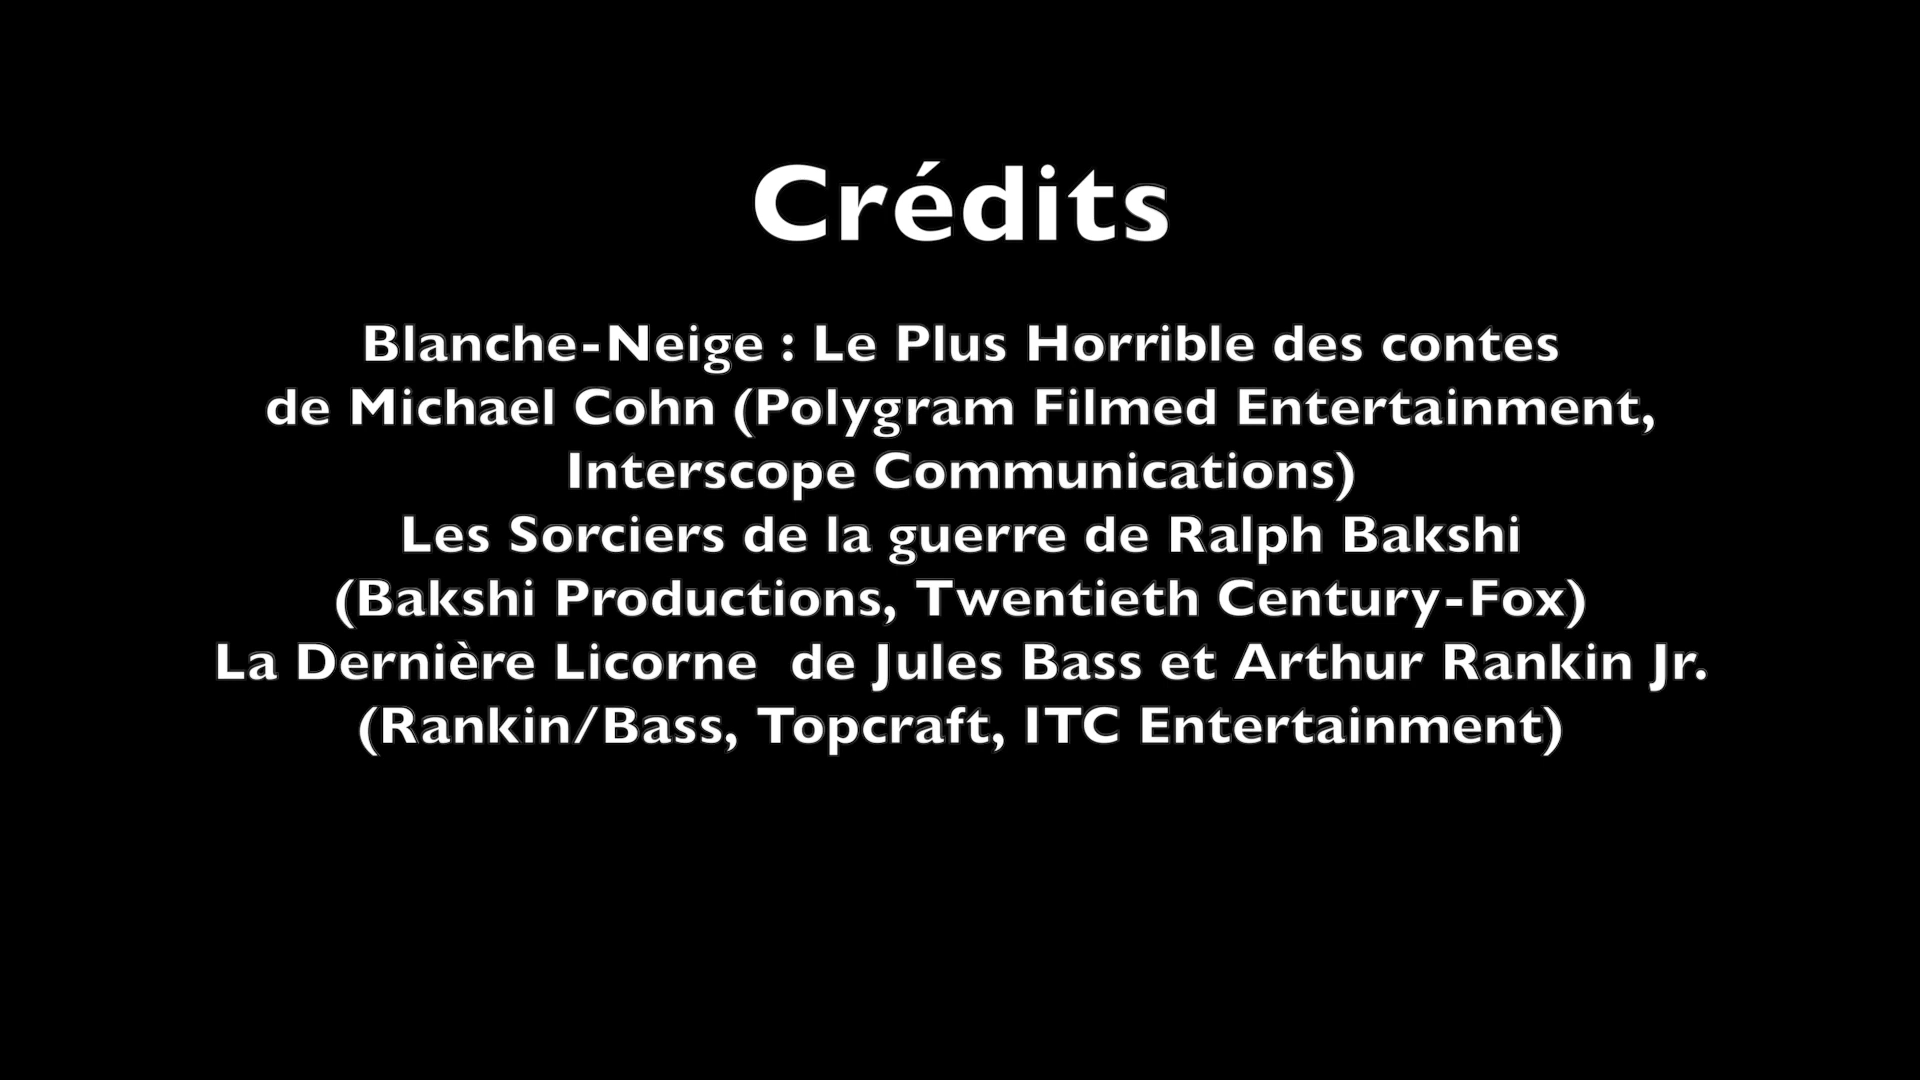 Crédits
Blanche-Neige : Le Plus Horrible des contes
de Michael Cohn (Polygram Filmed Entertainment,
Interscope Communications)
Les Sorciers de la guerre de Ralph Bakshi
(Bakshi Productions, Twentieth Century-Fox)
La Dernière Licorne  de Jules Bass et Arthur Rankin Jr.
(Rankin/Bass, Topcraft, ITC Entertainment)